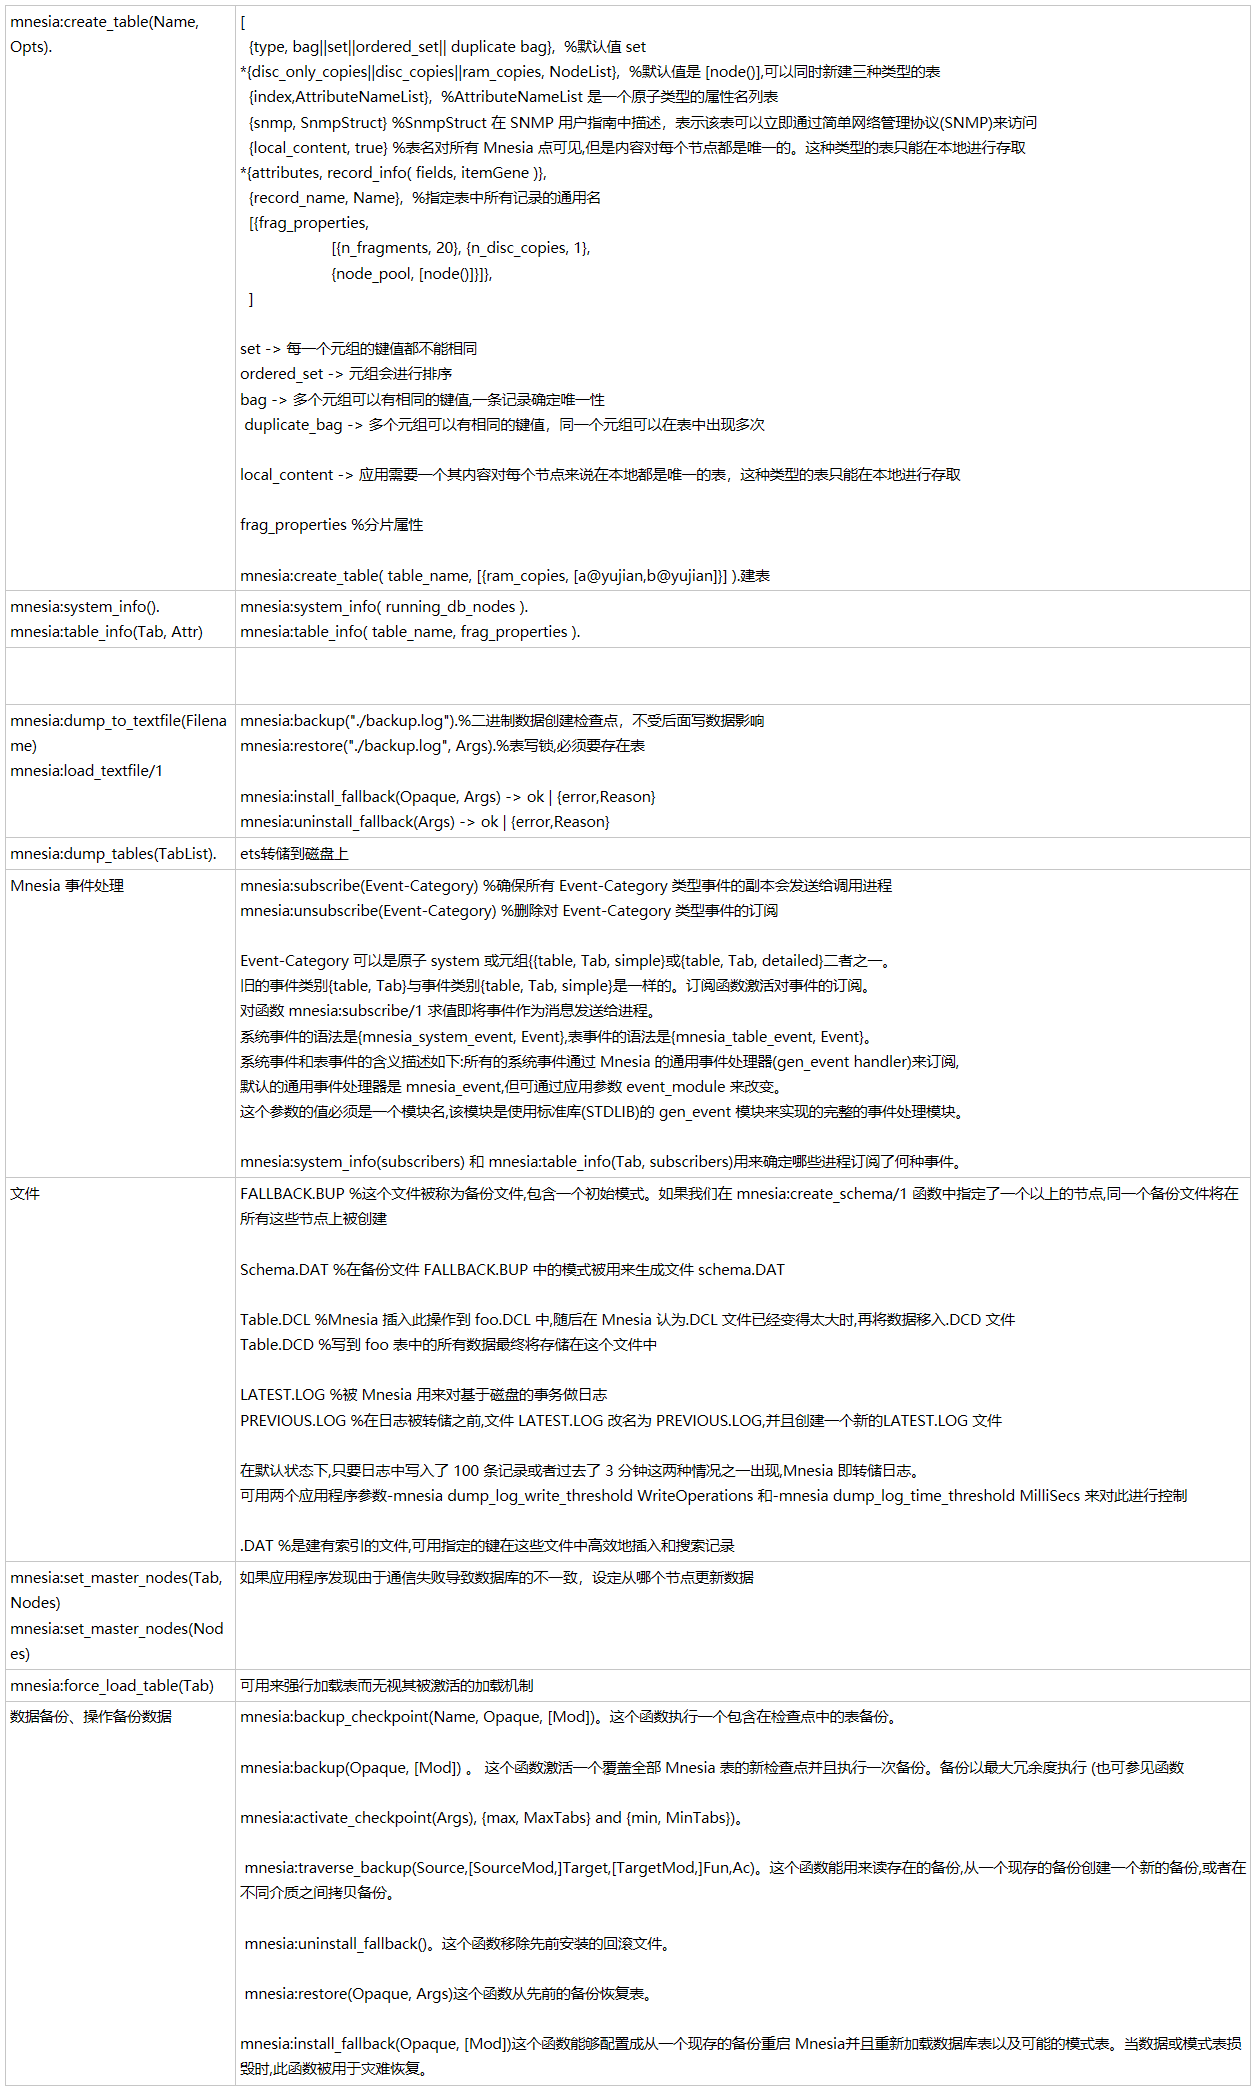 mnesia:create_table(Name,
Opts).
[
{type, bag||set||ordered_set|| duplicate bag},  %默认值 set
*{disc_only_copies||disc_copies||ram_copies, NodeList},  %默认值是 [node()],可以同时新建三种类型的表
{index,AttributeNameList},  %AttributeNameList 是一个原子类型的属性名列表
{snmp, SnmpStruct} %SnmpStruct 在 SNMP 用户指南中描述，表示该表可以立即通过简单网络管理协议(SNMP)来访问
{local_content, true} %表名对所有 Mnesia 点可见,但是内容对每个节点都是唯一的。这种类型的表只能在本地进行存取
*{attributes, record_info( fields, itemGene )},
{record_name, Name},  %指定表中所有记录的通用名
[{frag_properties,
[{n_fragments, 20}, {n_disc_copies, 1},
{node_pool, [node()]}]},
]
set -> 每一个元组的键值都不能相同
ordered_set -> 元组会进行排序
bag -> 多个元组可以有相同的键值,一条记录确定唯一性
duplicate_bag -> 多个元组可以有相同的键值，同一个元组可以在表中出现多次
local_content -> 应用需要一个其内容对每个节点来说在本地都是唯一的表，这种类型的表只能在本地进行存取
frag_properties %分片属性
mnesia:create_table( table_name, [{ram_copies, [a@yujian,b@yujian]}] ).建表
mnesia:system_info().
mnesia:table_info(Tab, Attr)
mnesia:system_info( running_db_nodes ).
mnesia:table_info( table_name, frag_properties ).
mnesia:dump_to_textfile(Filena
me)
mnesia:load_textfile/1
mnesia:backup("./backup.log").%二进制数据创建检查点，不受后面写数据影响
mnesia:restore("./backup.log", Args).%表写锁,必须要存在表
mnesia:install_fallback(Opaque, Args) -> ok | {error,Reason}
mnesia:uninstall_fallback(Args) -> ok | {error,Reason}
mnesia:dump_tables(TabList).
ets转储到磁盘上
Mnesia 事件处理
mnesia:subscribe(Event-Category) %确保所有 Event-Category 类型事件的副本会发送给调用进程
mnesia:unsubscribe(Event-Category) %删除对 Event-Category 类型事件的订阅
Event-Category 可以是原子 system 或元组{{table, Tab, simple}或{table, Tab, detailed}二者之一。
旧的事件类别{table, Tab}与事件类别{table, Tab, simple}是一样的。订阅函数激活对事件的订阅。
对函数 mnesia:subscribe/1 求值即将事件作为消息发送给进程。
系统事件的语法是{mnesia_system_event, Event},表事件的语法是{mnesia_table_event, Event}。
系统事件和表事件的含义描述如下:所有的系统事件通过 Mnesia 的通用事件处理器(gen_event handler)来订阅,
默认的通用事件处理器是 mnesia_event,但可通过应用参数 event_module 来改变。
这个参数的值必须是一个模块名,该模块是使用标准库(STDLIB)的 gen_event 模块来实现的完整的事件处理模块。
mnesia:system_info(subscribers) 和 mnesia:table_info(Tab, subscribers)用来确定哪些进程订阅了何种事件。
文件
FALLBACK.BUP %这个文件被称为备份文件,包含一个初始模式。如果我们在 mnesia:create_schema/1 函数中指定了一个以上的节点,同一个备份文件将在
所有这些节点上被创建
Schema.DAT %在备份文件 FALLBACK.BUP 中的模式被用来生成文件 schema.DAT
Table.DCL %Mnesia 插入此操作到 foo.DCL 中,随后在 Mnesia 认为.DCL 文件已经变得太大时,再将数据移入.DCD 文件
Table.DCD %写到 foo 表中的所有数据最终将存储在这个文件中
LATEST.LOG %被 Mnesia 用来对基于磁盘的事务做日志
PREVIOUS.LOG %在日志被转储之前,文件 LATEST.LOG 改名为 PREVIOUS.LOG,并且创建一个新的LATEST.LOG 文件
在默认状态下,只要日志中写入了 100 条记录或者过去了 3 分钟这两种情况之一出现,Mnesia 即转储日志。
可用两个应用程序参数-mnesia dump_log_write_threshold WriteOperations 和-mnesia dump_log_time_threshold MilliSecs 来对此进行控制
.DAT %是建有索引的文件,可用指定的键在这些文件中高效地插入和搜索记录
mnesia:set_master_nodes(Tab,
Nodes)
mnesia:set_master_nodes(Nod
es)
如果应用程序发现由于通信失败导致数据库的不一致，设定从哪个节点更新数据
mnesia:force_load_table(Tab)
可用来强行加载表而无视其被激活的加载机制
数据备份、操作备份数据
mnesia:backup_checkpoint(Name, Opaque, [Mod])。这个函数执行一个包含在检查点中的表备份。
mnesia:backup(Opaque, [Mod]) 。 这个函数激活一个覆盖全部 Mnesia 表的新检查点并且执行一次备份。备份以最大冗余度执行 (也可参见函数
mnesia:activate_checkpoint(Args), {max, MaxTabs} and {min, MinTabs})。
mnesia:traverse_backup(Source,[SourceMod,]Target,[TargetMod,]Fun,Ac)。这个函数能用来读存在的备份,从一个现存的备份创建一个新的备份,或者在
不同介质之间拷贝备份。
mnesia:uninstall_fallback()。这个函数移除先前安装的回滚文件。
mnesia:restore(Opaque, Args)这个函数从先前的备份恢复表。
mnesia:install_fallback(Opaque, [Mod])这个函数能够配置成从一个现存的备份重启 Mnesia并且重新加载数据库表以及可能的模式表。当数据或模式表损
毁时,此函数被用于灾难恢复。